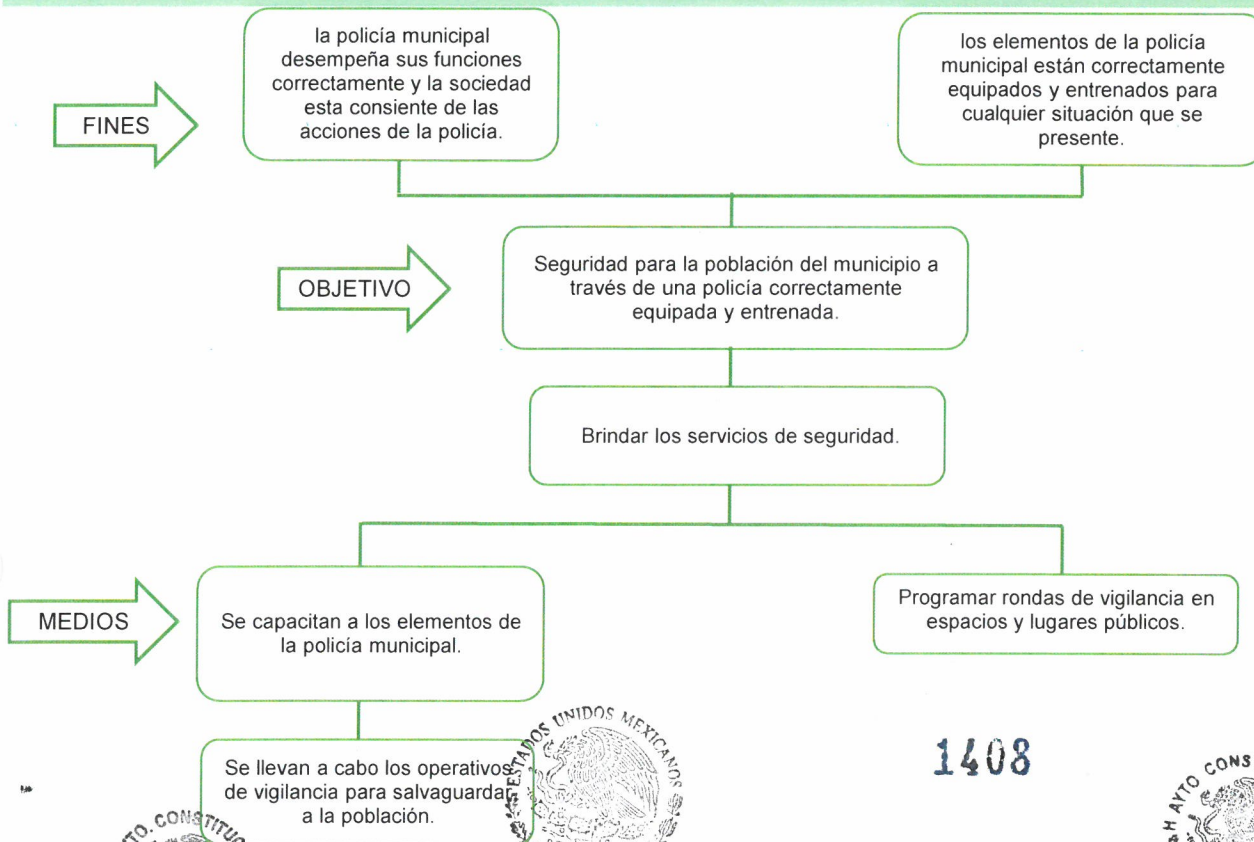 la policía municipal
desempeña sus funciones
correctamente y la sociedad
esta consiente de las
acciones de la policía.
los elementos de la policía
municipal están correctamente
equipados y entrenados para
cualquier situación que se
presente.
FINES
OBJETIVO
Seguridad para la población del municipio a
través de una policía correctamente
equipada y entrenada.
Brindar los servicios de seguridad.
MEDIOS
Se capacitan a los elementos de
la policía municipal.
Programar rondas de vigilancia en
espacios y lugares públicos.
Se llevan a cabo los operativos
de vigilancia para salvaguardar
a la población.
ESTADOS UNIDOS MEXICANOS
1408